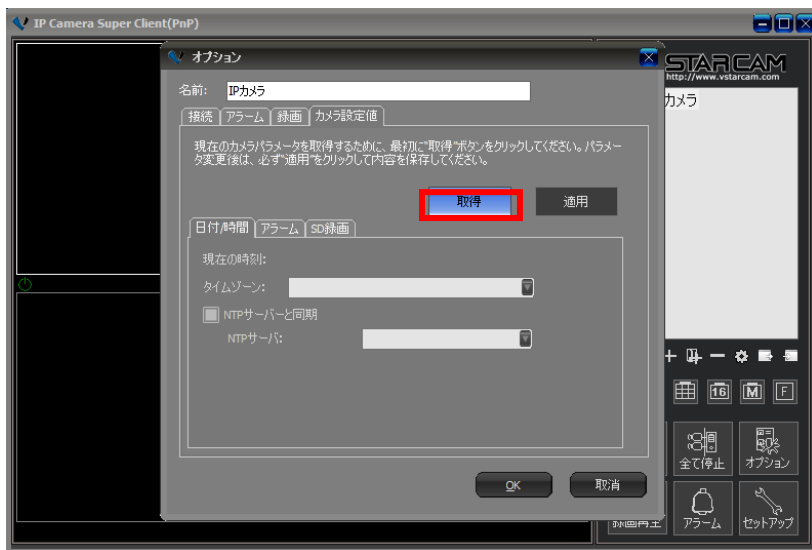 IP Camera Super Client(PnP)
オプション
STARCAM
http://www.vstarcam.com
名前: IPカメラ
カメラ
接続 アラーム 録画 カメラ設定値
現在のカメラパラメータを取得するために、最初に"取得"ボタンをクリックしてください。パラメー
タ変更後は、必ず"適用"をクリックして内容を保存してください。
取得 適用
日付/時間 アラーム SD録画
現在の時刻:
タイムゾーン:
NTPサーバーと同期
NTPサーバ:
16 M F
全て停止 オプション
OK 取消
録画再生 アラーム セットアップ